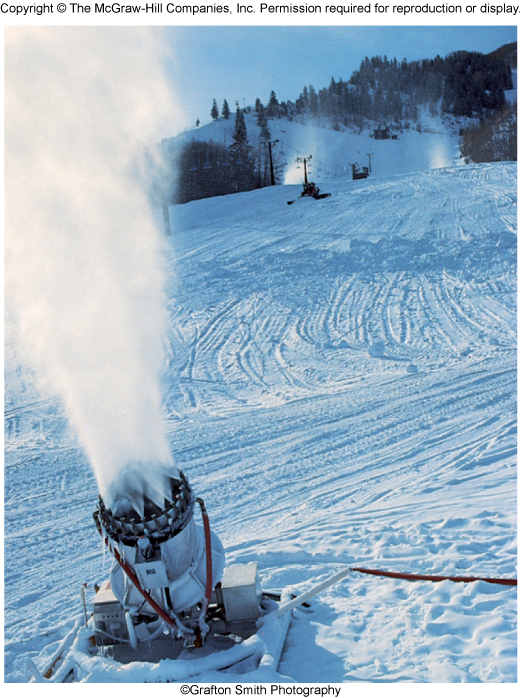 Copyright © The McGraw-Hill Companies, Inc. Permission required for reproduction or display.
©Grafton Smith Photography